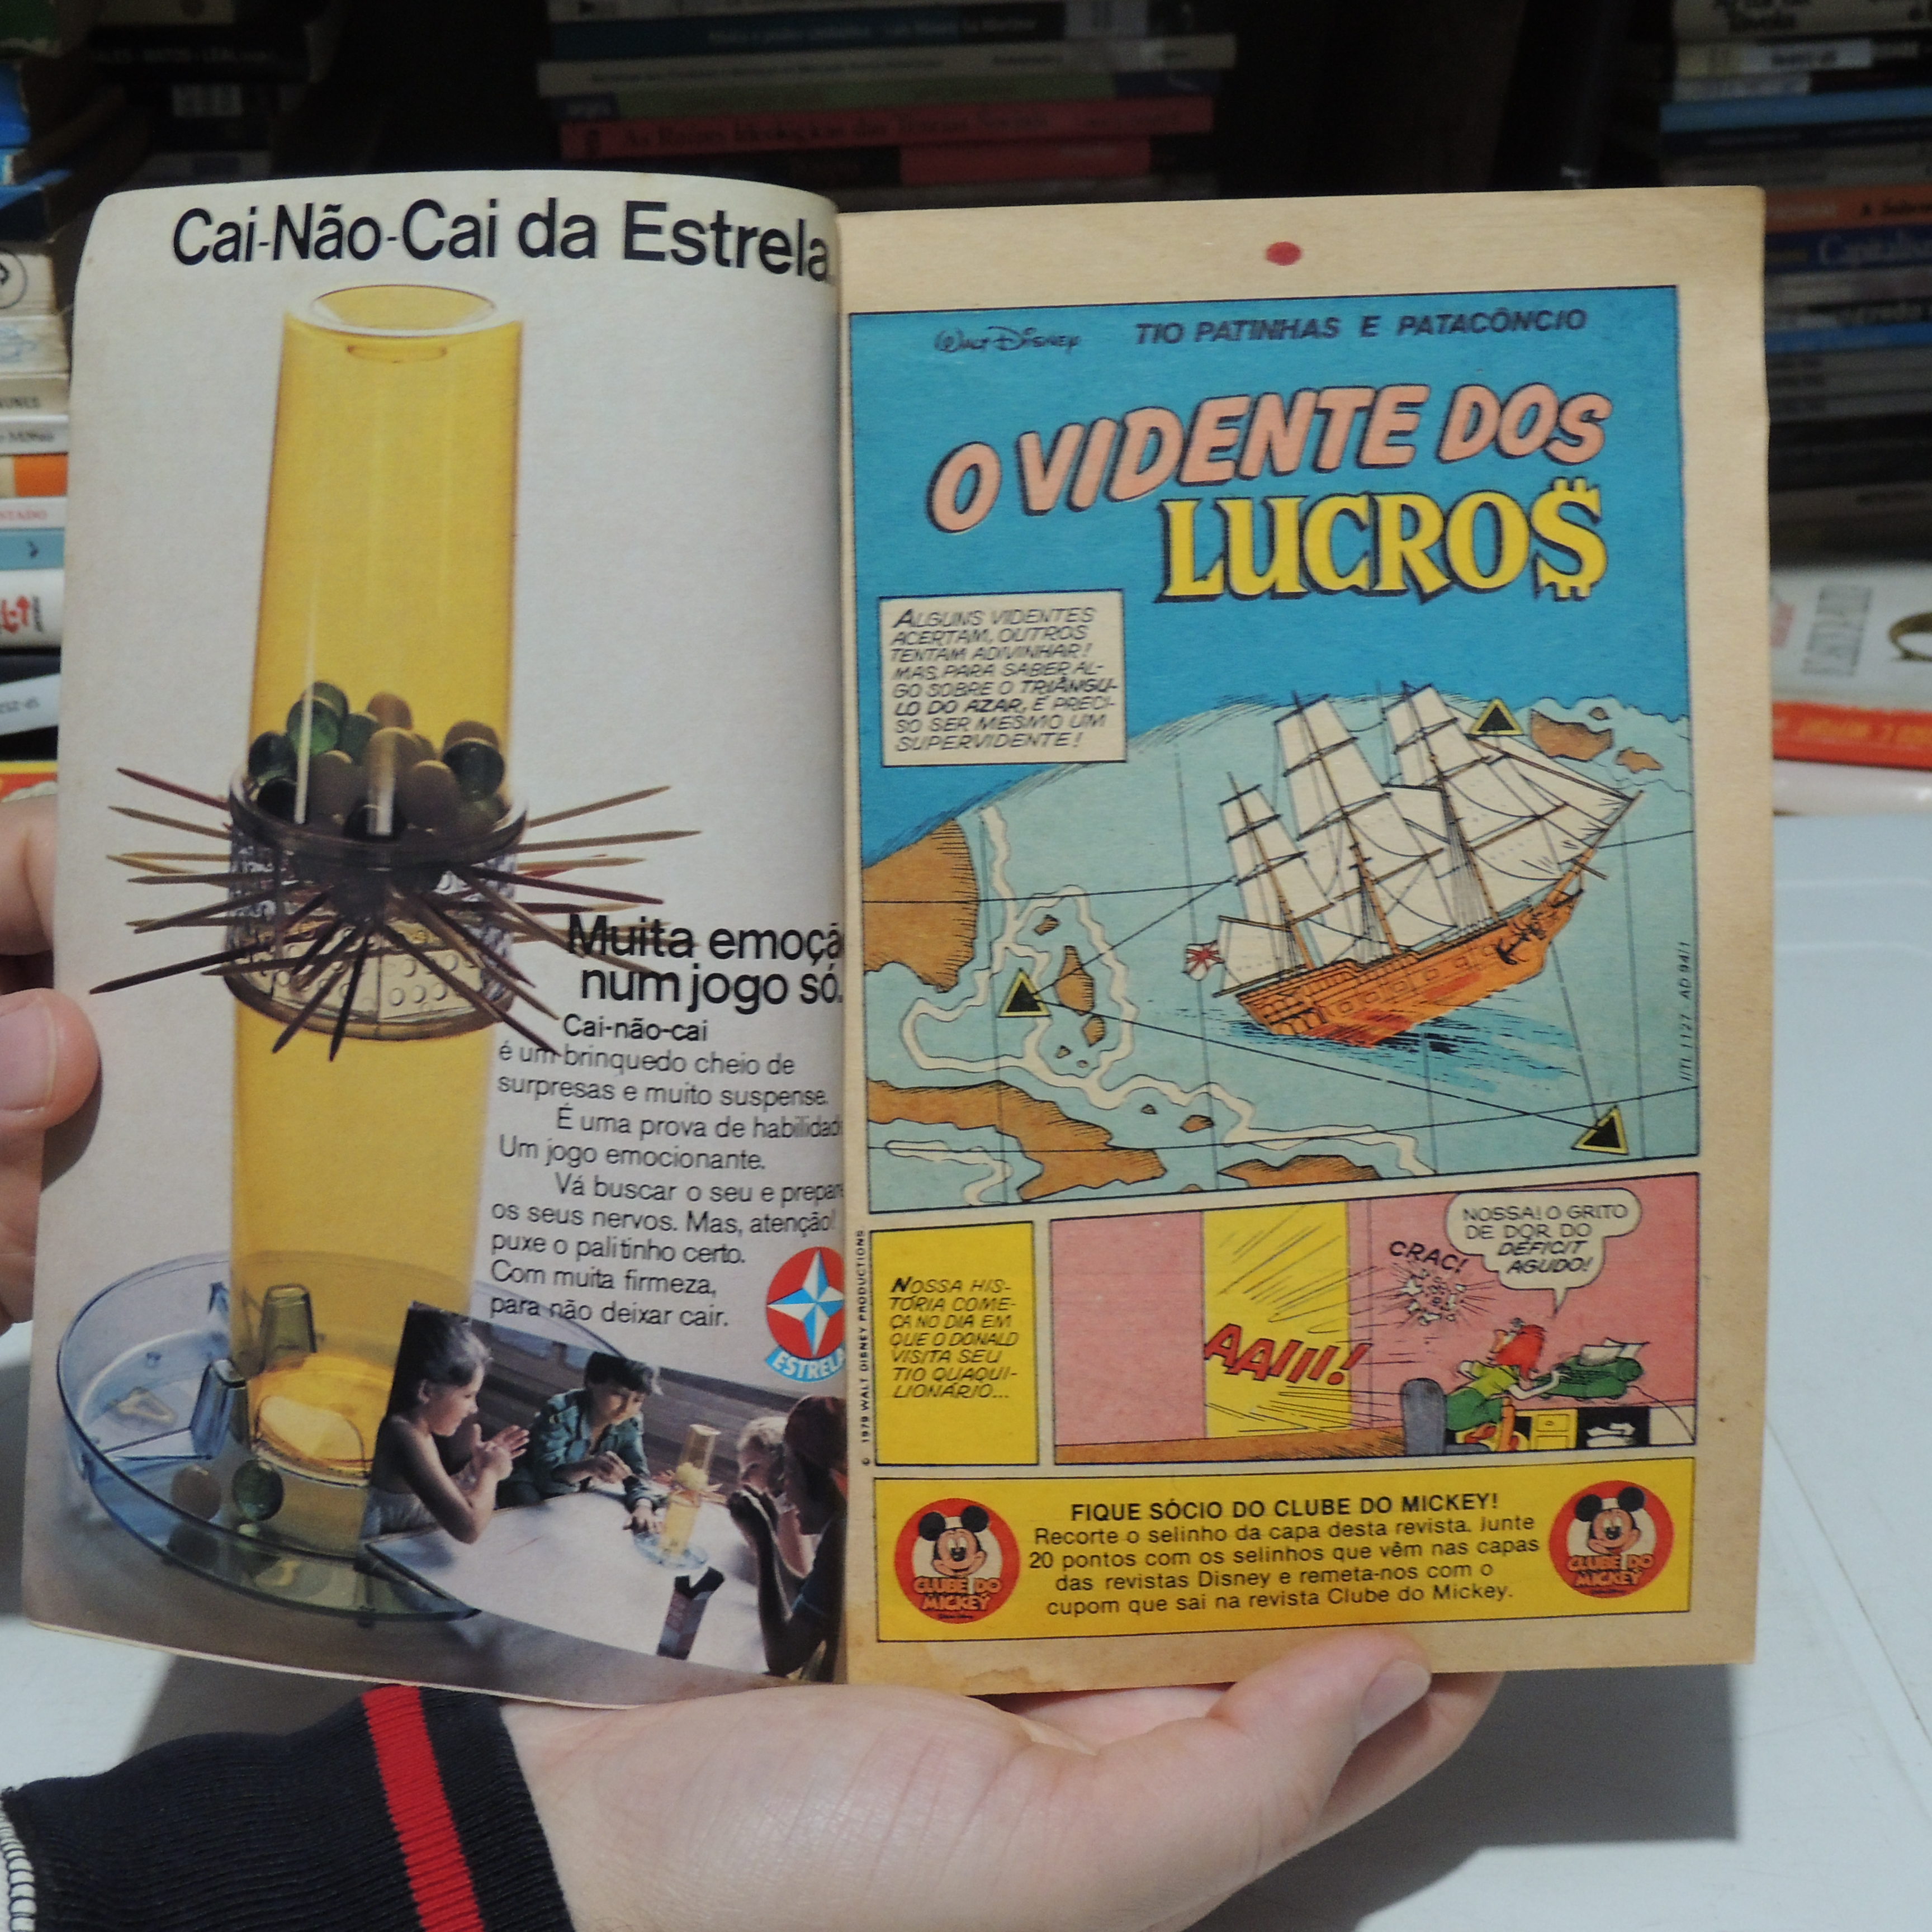 Cai-Não-Cai da Estrela
Muita emoçã
num jogo só.
Cai-não-cai
é um brinquedo cheio de
surpresas e muito suspense.
É uma prova de habilidad
Um jogo emocionante.
Vá buscar o seu e prepar
os seus nervos. Mas, atenção!
puxe o palitinho certo.
Com muita firmeza,
para não deixar cair.
ESTRELA
WALT DISNEY TIO PATINHAS E PATACÔNCIO
O VIDENTE DOS
LUCRO$
ALGUNS VIDENTES
ACERTAM, OUTROS
TENTAM ADIVINHAR!
MAS, PARA SABER AL-
GO SOBRE O TRIÂNGU-
LO DO AZAR, É PRECI-
SO SER MESMO UM
SUPERVIDENTE!
© 1978 WALT DISNEY PRODUCTIONS
NOSSA HIS-
TÓRIA COME-
ÇA NO DIA EM
QUE O DONALD
VISITA SEU
TIO QUAQUI-
LIONÁRIO...
AAIII!
CRAC!
NOSSA! O GRITO
DE DOR DO
DÉFICIT
AGUDO!
FIQUE SÓCIO DO CLUBE DO MICKEY!
Recorte o selinho da capa desta revista. Junte
20 pontos com os selinhos que vêm nas capas
das revistas Disney e remeta-nos com o
cupom que sai na revista Clube do Mickey.
CLUBE DO
MICKEY
CLUBE DO
MICKEY